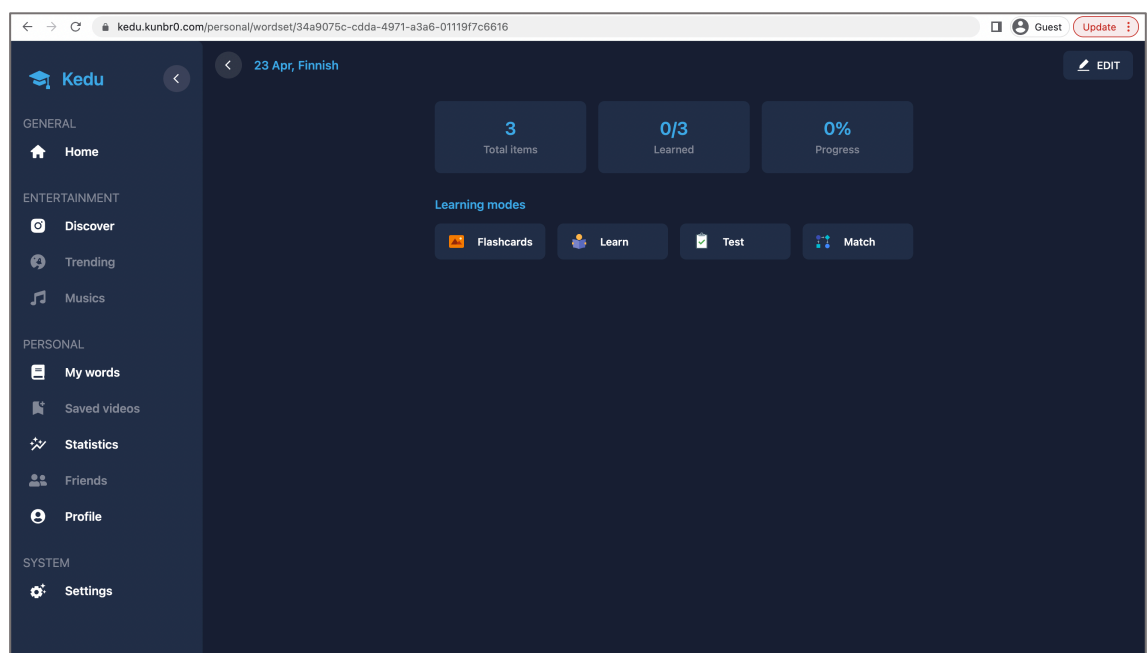 kedu.kunbr0.com/personal/wordset/34a9075c-cdda-4971-a3a6-01119f7c6616
Guest
Update
Kedu
GENERAL
Home
ENTERTAINMENT
Discover
Trending
Musics
PERSONAL
My words
Saved videos
Statistics
Friends
Profile
SYSTEM
Settings
23 Apr, Finnish
EDIT
3
Total items
0/3
Learned
0%
Progress
Learning modes
Flashcards
Learn
Test
Match